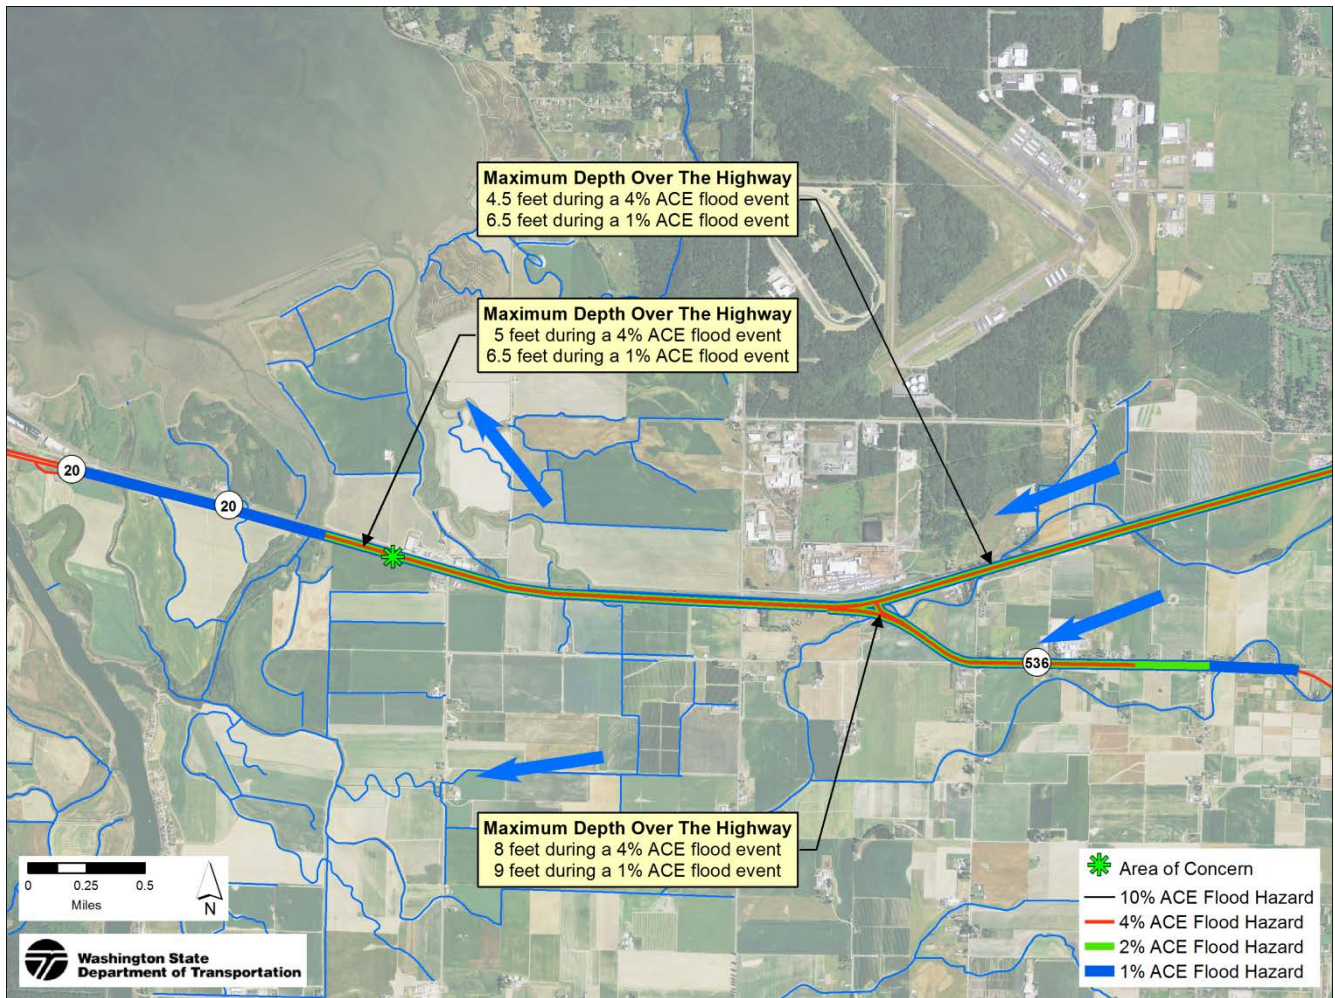 Maximum Depth Over The Highway
4.5 feet during a 4% ACE flood event
6.5 feet during a 1% ACE flood event
Maximum Depth Over The Highway
5 feet during a 4% ACE flood event
6.5 feet during a 1% ACE flood event
20
20
536
Maximum Depth Over The Highway
8 feet during a 4% ACE flood event
9 feet during a 1% ACE flood event
0 0.25 0.5
Miles
N
Washington State
Department of Transportation
Area of Concern
10% ACE Flood Hazard
4% ACE Flood Hazard
2% ACE Flood Hazard
1% ACE Flood Hazard